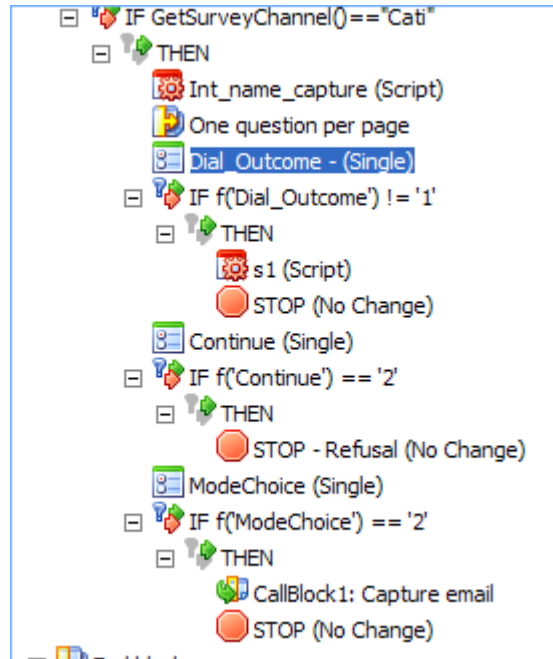 IF GetSurveyChannel()=="Cati"
THEN
Int_name_capture (Script)
One question per page
Dial_Outcome - (Single)
IF f('Dial_Outcome') != '1'
THEN
s1 (Script)
STOP (No Change)
Continue (Single)
IF f('Continue') == '2'
THEN
STOP - Refusal (No Change)
ModeChoice (Single)
IF f('ModeChoice') == '2'
THEN
CallBlock1: Capture email
STOP (No Change)